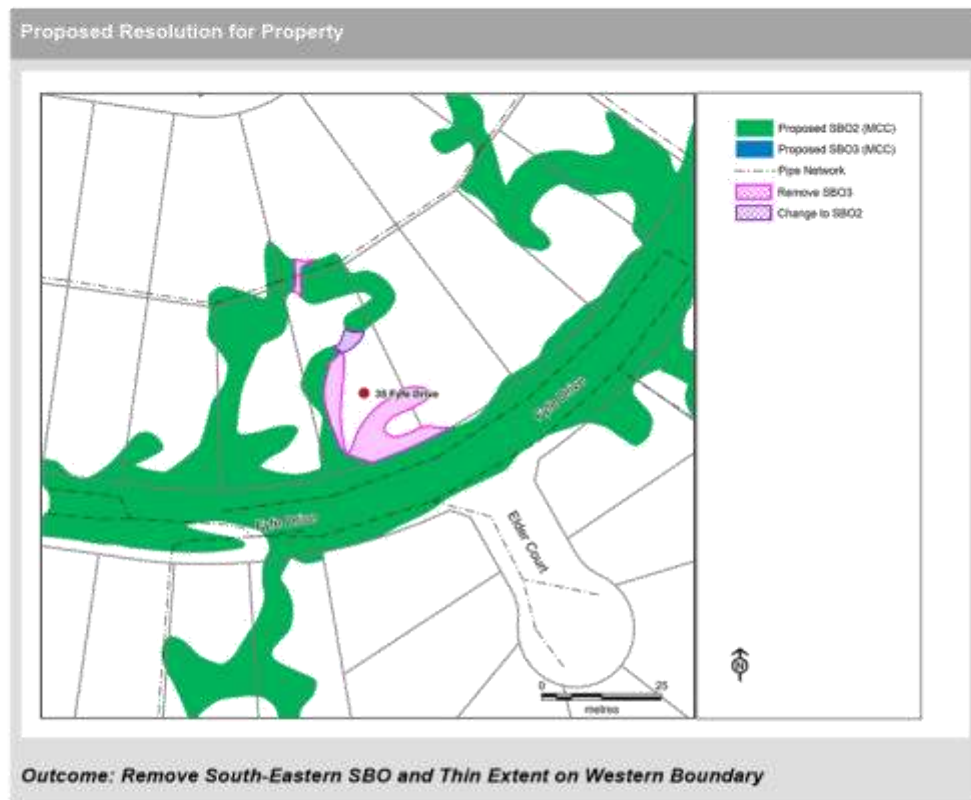 Proposed Resolution for Property
Proposed SBO2 (MCC)
Proposed SBO3 (MCC)
Pipe Network
Remove SBO3
Change to SBO2
35 Fyfe Drive
Fyfe Drive
Fyfe Drive
Elder Court
N
0 25
metres
Outcome: Remove South-Eastern SBO and Thin Extent on Western Boundary